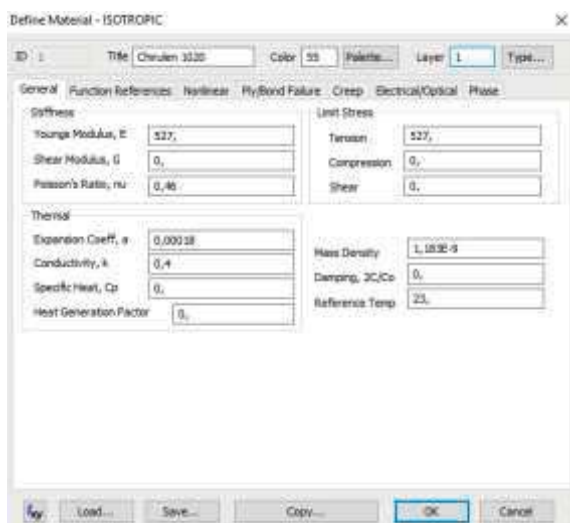 Define Material - ISOTROPIC
ID 1 Title Chirulen 1020 Color 55 Palette... Layer 1 Type...
General Function References Nonlinear Ply/Bond Failure Creep Electrical/Optical Phase
Stiffness
Youngs Modulus, E 527,
Shear Modulus, G 0,
Poisson's Ratio, nu 0,46
Limit Stress
Tension 527,
Compression 0,
Shear 0,
Thermal
Expansion Coeff, a 0,00018
Conductivity, k 0,4
Specific Heat, Cp 0,
Heat Generation Factor 0,
Mass Density
Damping, 2C/Co 0,
Reference Temp 23,
Load... Save... Copy... OK Cancel